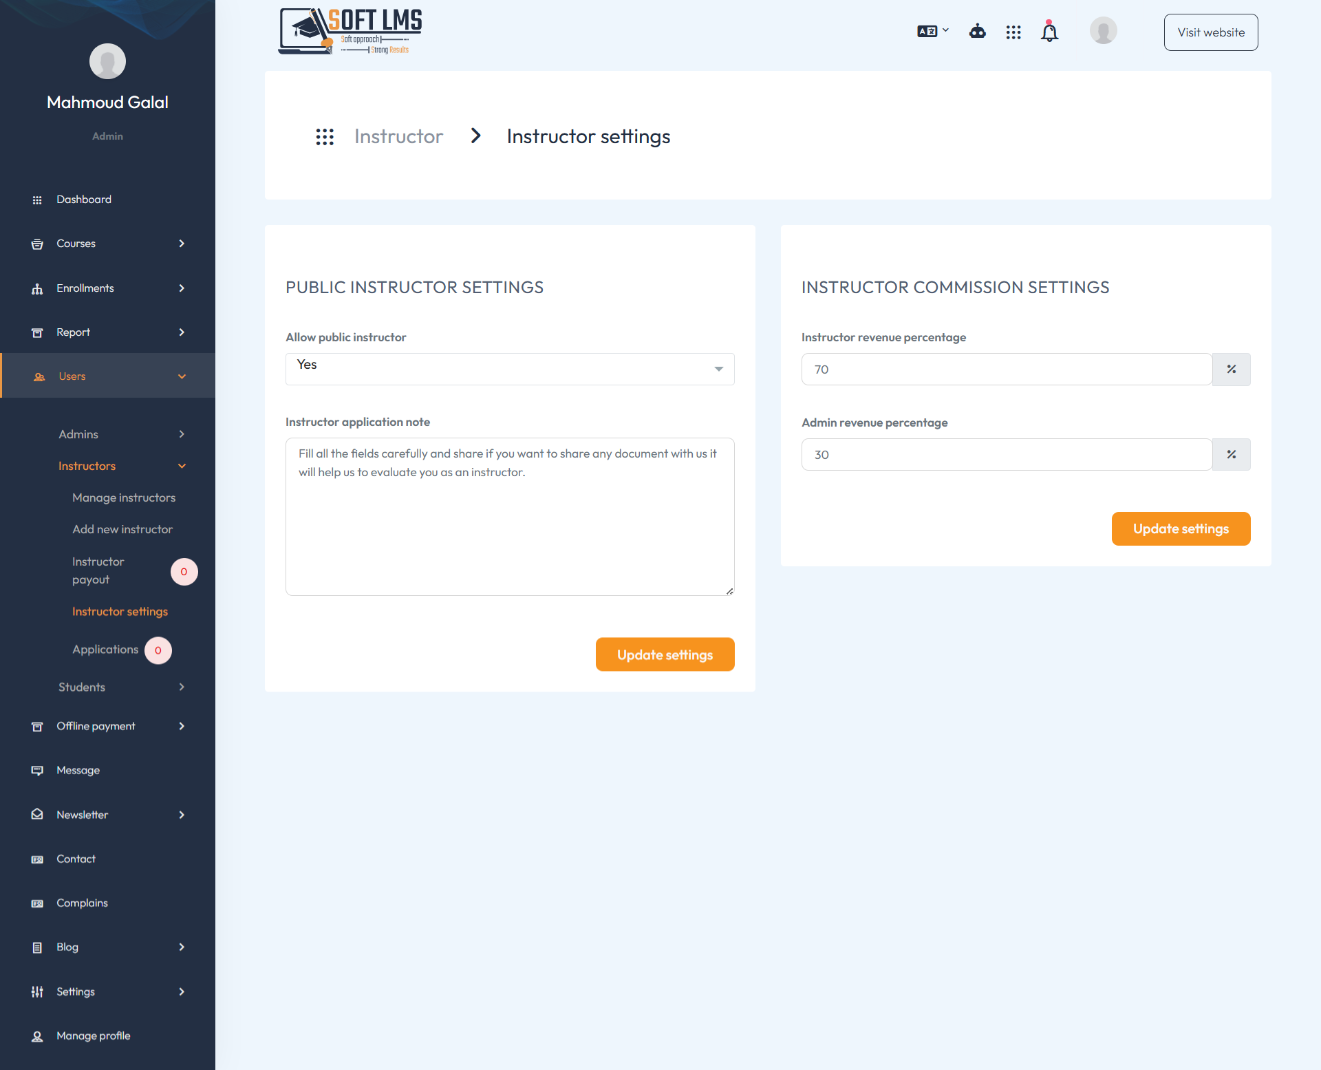 Mahmoud Galal
Admin
Dashboard
Courses
Enrollments
Report
Users
Admins
Instructors
Manage instructors
Add new instructor
Instructor
payout
0
Instructor settings
Applications 0
Students
Offline payment
Message
Newsletter
Contact
Complains
Blog
Settings
Manage profile
SOFT LMS
Soft approach
Strong Results
Visit website
Instructor
Instructor settings
PUBLIC INSTRUCTOR SETTINGS
Allow public instructor
Yes
Instructor application note
Fill all the fields carefully and share if you want to share any document with us it
will help us to evaluate you as an instructor.
Update settings
INSTRUCTOR COMMISSION SETTINGS
Instructor revenue percentage
70 %
Admin revenue percentage
30 %
Update settings